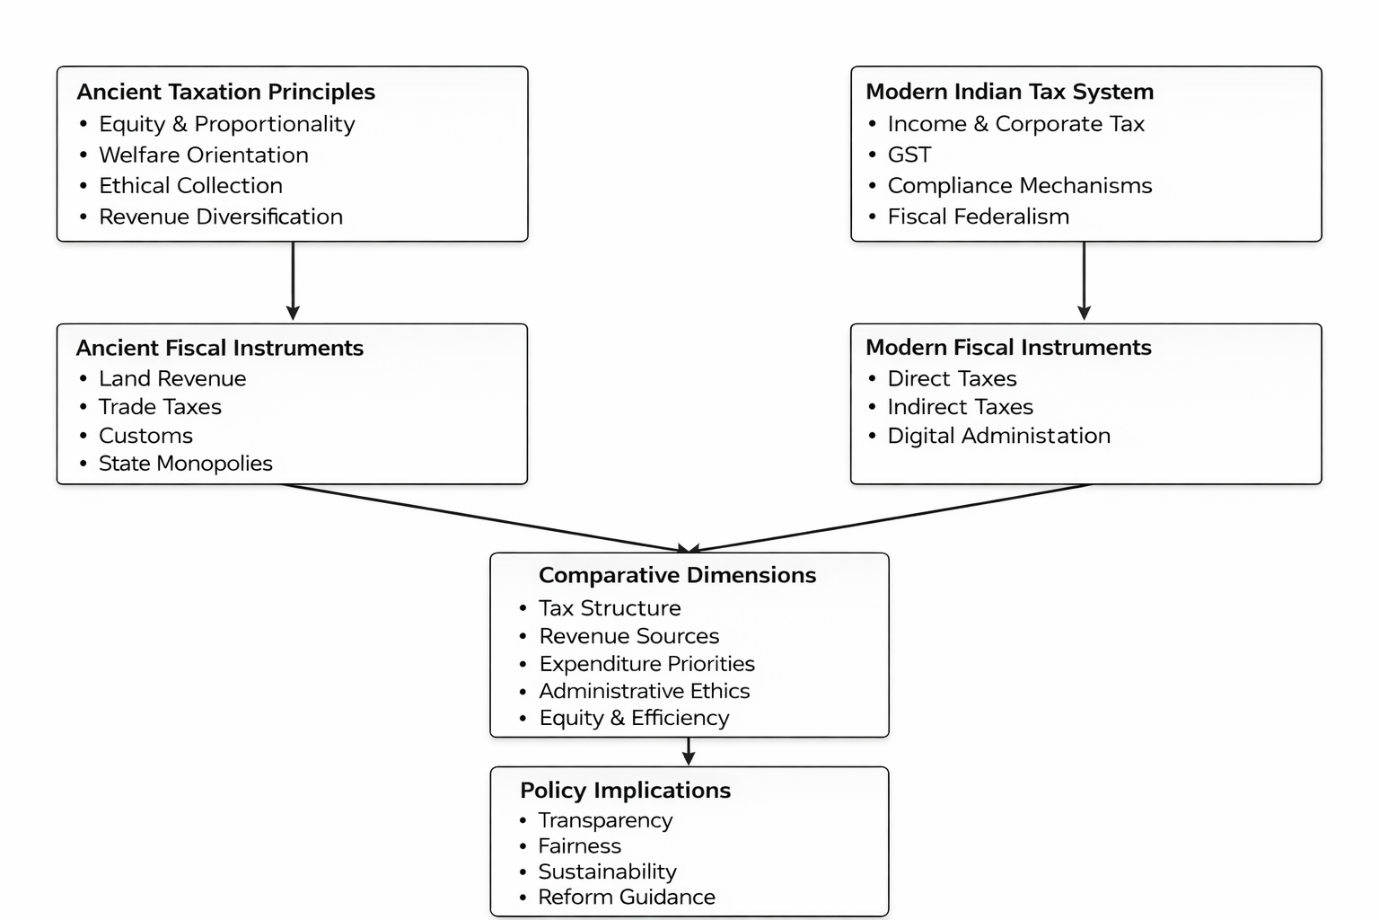 Ancient Taxation Principles
• Equity & Proportionality
• Welfare Orientation
• Ethical Collection
• Revenue Diversification
Modern Indian Tax System
• Income & Corporate Tax
• GST
• Compliance Mechanisms
• Fiscal Federalism
Ancient Fiscal Instruments
• Land Revenue
• Trade Taxes
• Customs
• State Monopolies
Modern Fiscal Instruments
• Direct Taxes
• Indirect Taxes
• Digital Administation
Comparative Dimensions
• Tax Structure
• Revenue Sources
• Expenditure Priorities
• Administrative Ethics
• Equity & Efficiency
Policy Implications
• Transparency
• Fairness
• Sustainability
• Reform Guidance